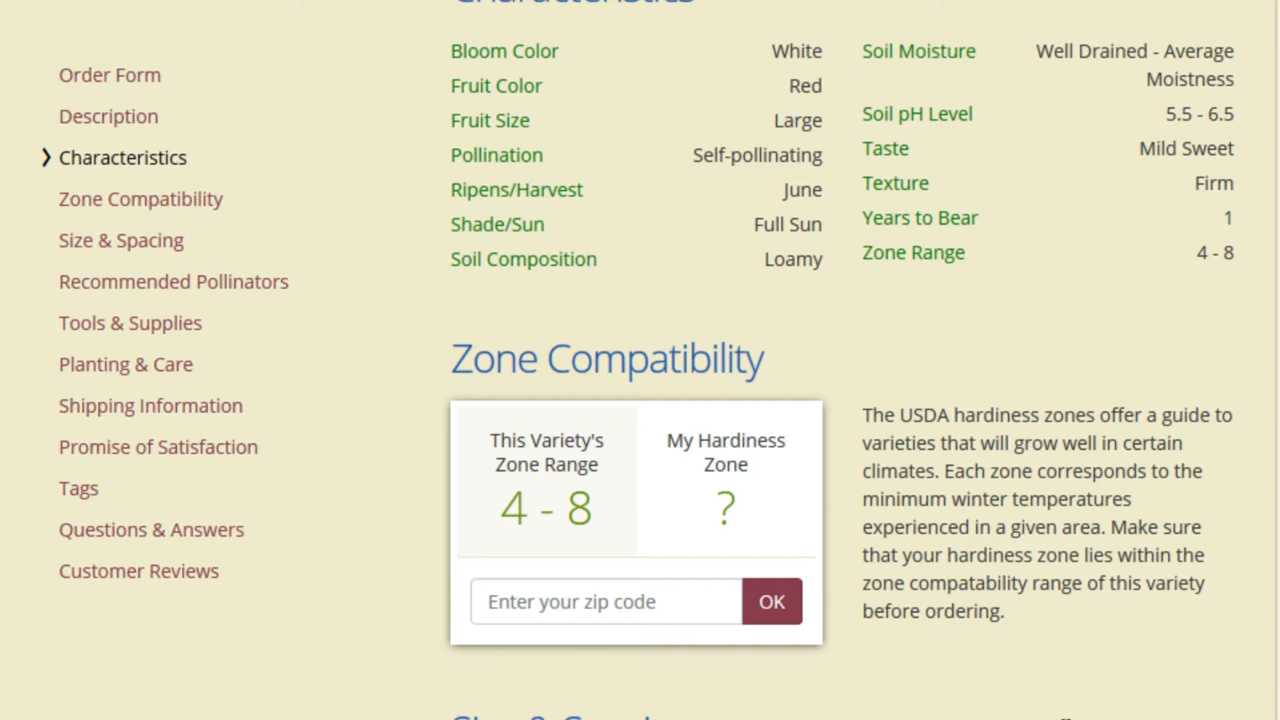 Characteristics
Order Form
Description
❯ Characteristics
Zone Compatibility
Size & Spacing
Recommended Pollinators
Tools & Supplies
Planting & Care
Shipping Information
Promise of Satisfaction
Tags
Questions & Answers
Customer Reviews
Bloom Color White
Fruit Color Red
Fruit Size Large
Pollination Self-pollinating
Ripens/Harvest June
Shade/Sun Full Sun
Soil Composition Loamy
Soil Moisture Well Drained - Average
Moistness
Soil pH Level 5.5 - 6.5
Taste Mild Sweet
Texture Firm
Years to Bear 1
Zone Range 4 - 8
Zone Compatibility
This Variety's
Zone Range
4 - 8
My Hardiness
Zone
?
Enter your zip code OK
The USDA hardiness zones offer a guide to
varieties that will grow well in certain
climates. Each zone corresponds to the
minimum winter temperatures
experienced in a given area. Make sure
that your hardiness zone lies within the
zone compatability range of this variety
before ordering.